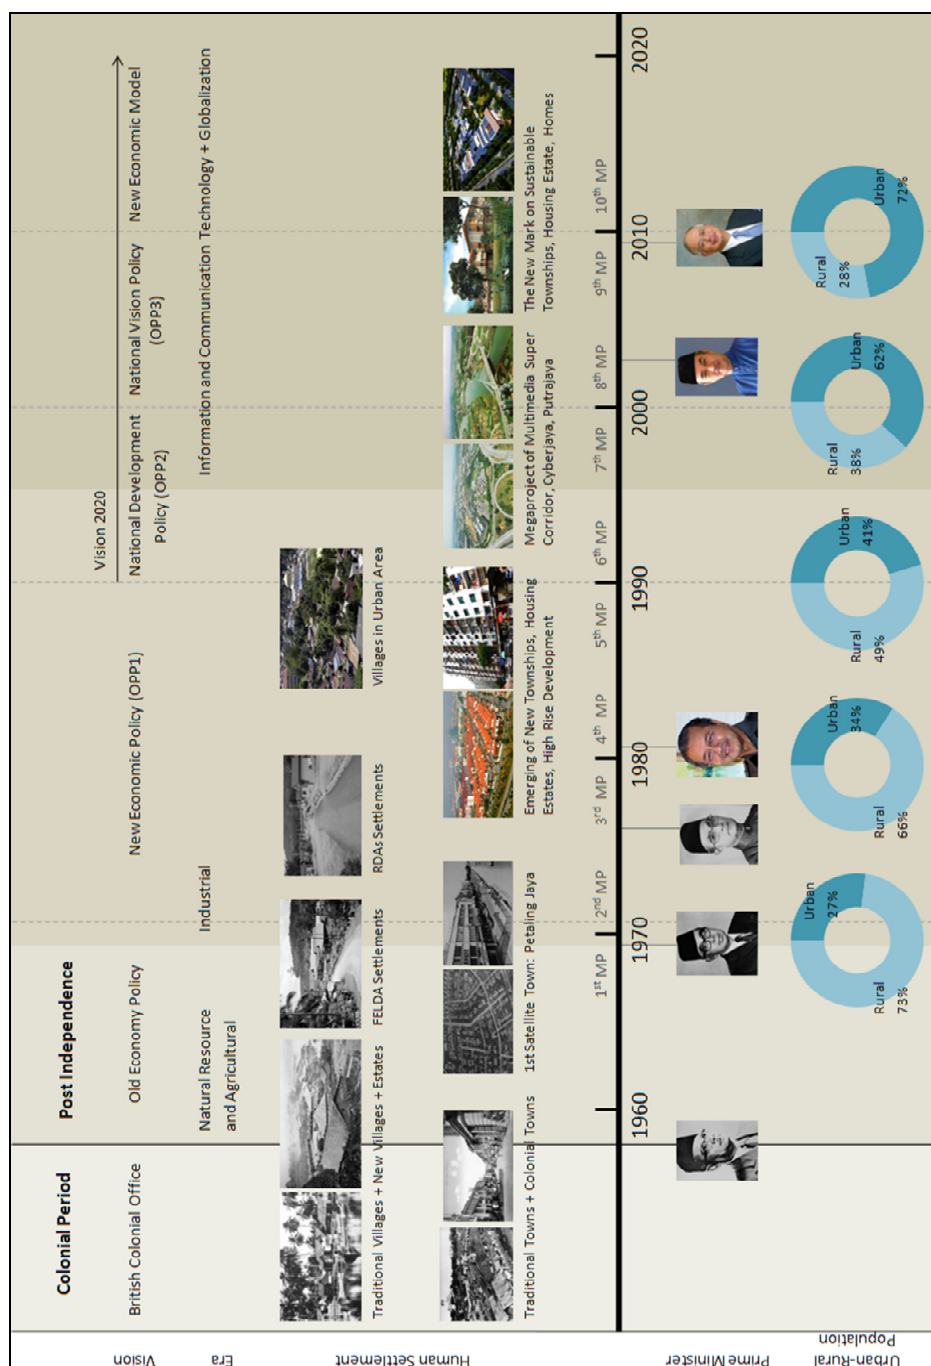 Colonial Period
Post Independence
Vision 2020
Vision
British Colonial Office
Old Economy Policy
New Economic Policy (OPP1)
National Development
Policy (OPP2)
National Vision Policy
(OPP3)
New Economic Model
Era
Natural Resource
and Agricultural
Industrial
Information and Communication Technology + Globalization
Human Settlement
Traditional Villages + New Villages + Estates
FELDA Settlements
RDAs Settlements
Villages in Urban Area
Traditional Towns + Colonial Towns
1st Satellite Town: Petaling Jaya
Emerging of New Townships, Housing
Estates, High Rise Development
Megaproject of Multimedia Super
Corridor, Cyberjaya, Putrajaya
The New Mark on Sustainable
Townships, Housing Estate, Homes
1st MP
2nd MP
3rd MP
4th MP
5th MP
6th MP
7th MP
8th MP
9th MP
10th MP
1960
1970
1980
1990
2000
2010
2020
Prime Minister
Urban-Rural
Population
Rural
73%
Urban
27%
Rural
66%
Urban
34%
Rural
49%
Urban
41%
Rural
38%
Urban
62%
Rural
28%
Urban
72%